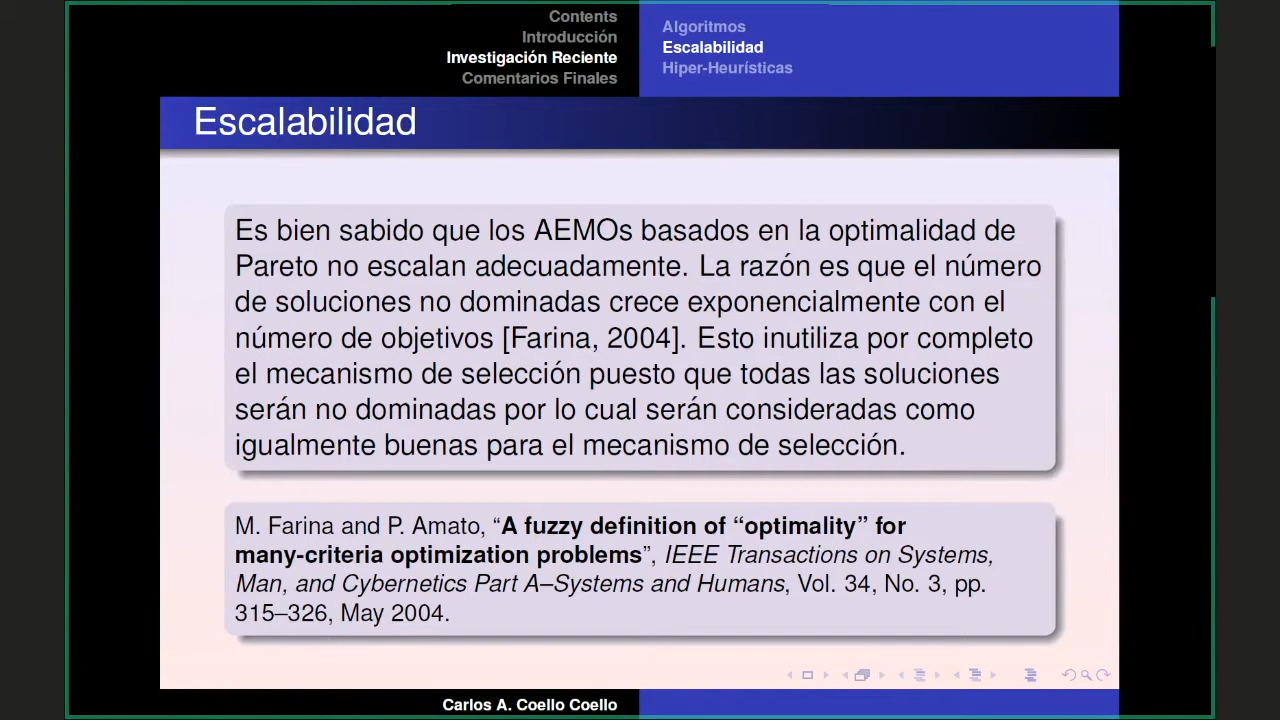 Contents
Introducción
Investigación Reciente
Comentarios Finales
Algoritmos
Escalabilidad
Hiper-Heurísticas
Escalabilidad
Es bien sabido que los AEMOs basados en la optimalidad de
Pareto no escalan adecuadamente. La razón es que el número
de soluciones no dominadas crece exponencialmente con el
número de objetivos [Farina, 2004]. Esto inutiliza por completo
el mecanismo de selección puesto que todas las soluciones
serán no dominadas por lo cual serán consideradas como
igualmente buenas para el mecanismo de selección.
M. Farina and P. Amato, “A fuzzy definition of “optimality” for
many-criteria optimization problems”, IEEE Transactions on Systems,
Man, and Cybernetics Part A–Systems and Humans, Vol. 34, No. 3, pp.
315–326, May 2004.
Carlos A. Coello Coello